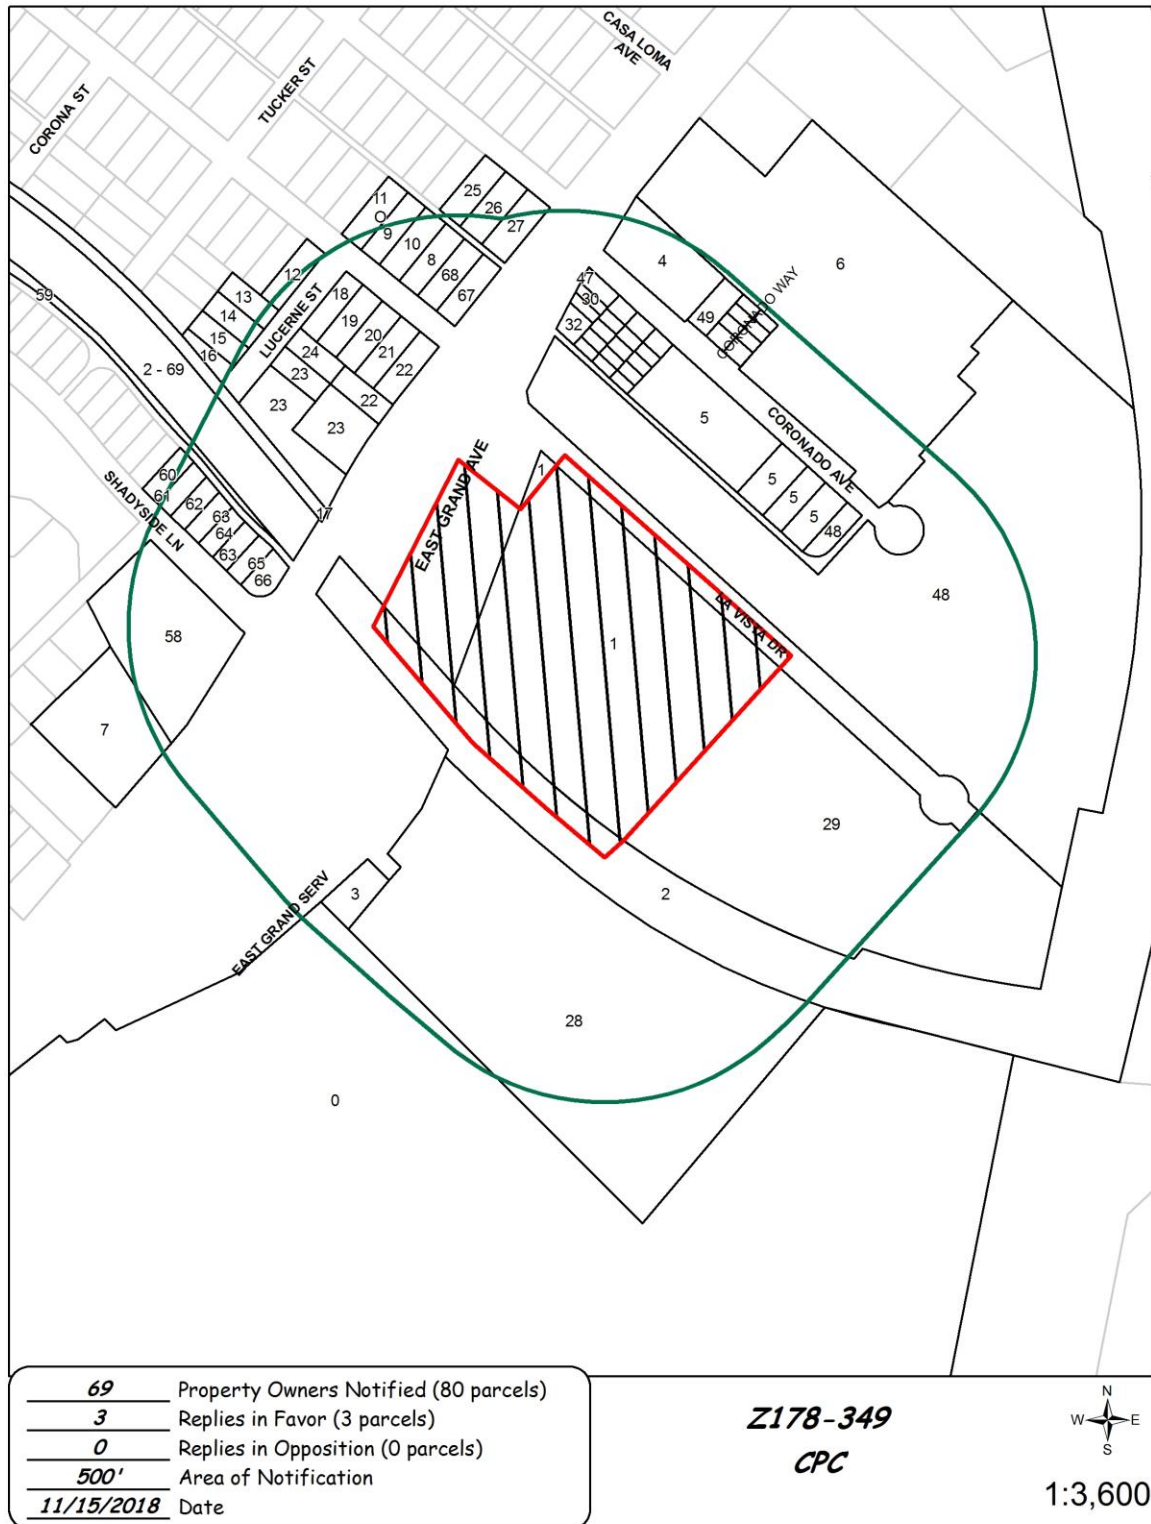 CASA LOMA
AVE
TUCKER ST
CORONA ST
25
11
26
O
9
27
10
8
4
6
68
12
47
67
13
18
30
59
14
49
CORONADO WAY
LUCERNE ST
19
32
15
20
24
21
16
2 - 69
23
22
22
23
5
23
CORONADO AVE
EAST GRAND AVE
1
60
5
SHADYSIDE LN
61
62
5
63
17
5
64
48
63
65
66
48
LA VISTA DR
58
1
7
29
3
2
EAST GRAND SERV
28
0
69 Property Owners Notified (80 parcels)
3 Replies in Favor (3 parcels)
0 Replies in Opposition (0 parcels)
500' Area of Notification
11/15/2018 Date
Z178-349
CPC
N
W E
S
1:3,600